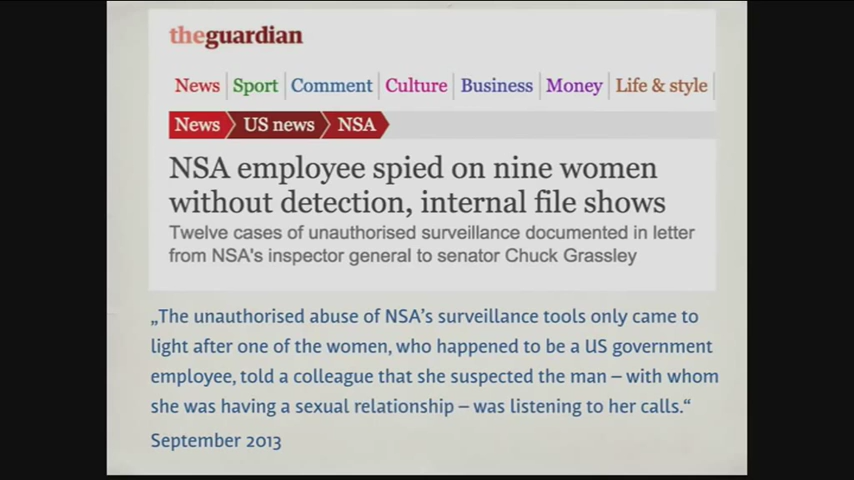 theguardian
News Sport Comment Culture Business Money Life & style
News US news NSA
NSA employee spied on nine women
without detection, internal file shows
Twelve cases of unauthorised surveillance documented in letter
from NSA's inspector general to senator Chuck Grassley
„The unauthorised abuse of NSA’s surveillance tools only came to
light after one of the women, who happened to be a US government
employee, told a colleague that she suspected the man – with whom
she was having a sexual relationship – was listening to her calls.“
September 2013